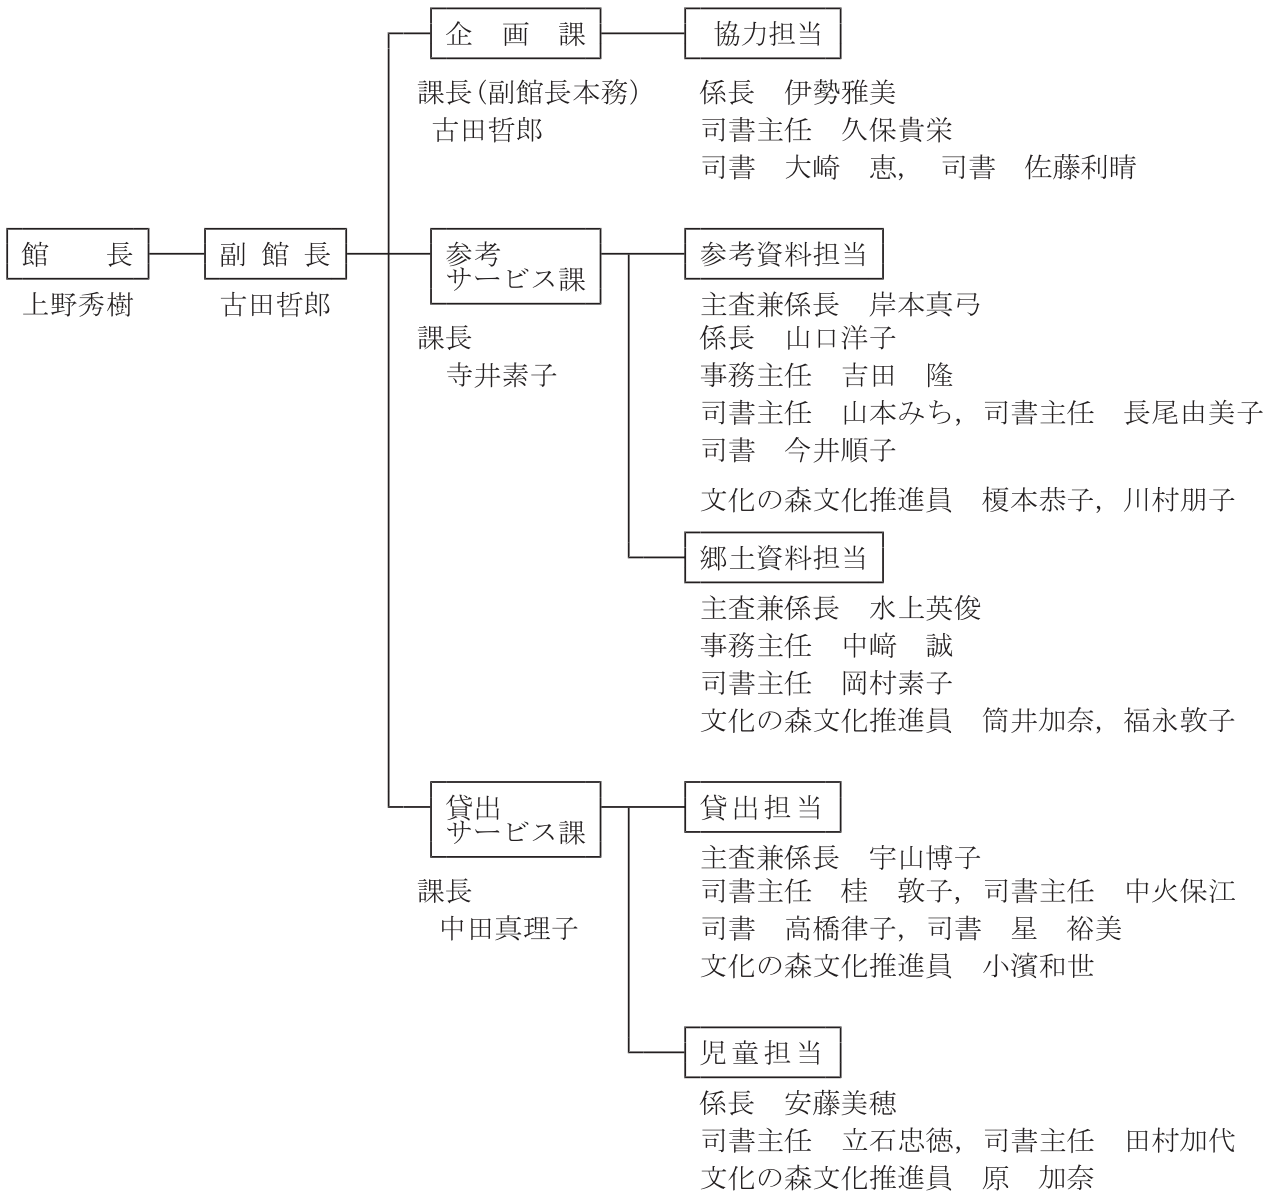 企　画　課
協力担当
課長(副館長本務)
古田哲郎
係長　伊勢雅美
司書主任　久保貴栄
司書　大崎　恵,　司書　佐藤利晴
館　　長
上野秀樹
副 館 長
古田哲郎
参考
サービス課
課長
寺井素子
参考資料担当
主査兼係長　岸本真弓
係長　山口洋子
事務主任　吉田　隆
司書主任　山本みち, 司書主任　長尾由美子
司書　今井順子
文化の森文化推進員　榎本恭子, 川村朋子
郷土資料担当
主査兼係長　水上英俊
事務主任　中﨑　誠
司書主任　岡村素子
文化の森文化推進員　筒井加奈, 福永敦子
貸出
サービス課
課長
中田真理子
貸出担当
主査兼係長　宇山博子
司書主任　桂　敦子, 司書主任　中火保江
司書　高橋律子, 司書　星　裕美
文化の森文化推進員　小濱和世
児童担当
係長　安藤美穂
司書主任　立石忠徳, 司書主任　田村加代
文化の森文化推進員　原　加奈